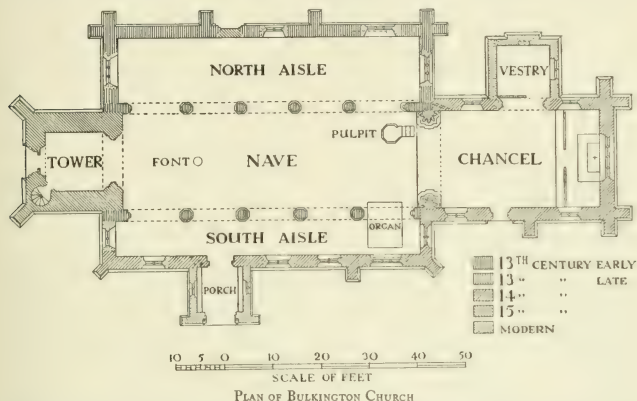 NORTH AISLE
VESTRY
PULPIT
TOWER
FONT
NAVE
CHANCEL
ORGAN
SOUTH AISLE
PORCH
13TH CENTURY EARLY
13 " " LATE
14 " "
15 " "
MODERN
10 5 0 10 20 30 40 50
SCALE OF FEET
PLAN OF BULKINGTON CHURCH